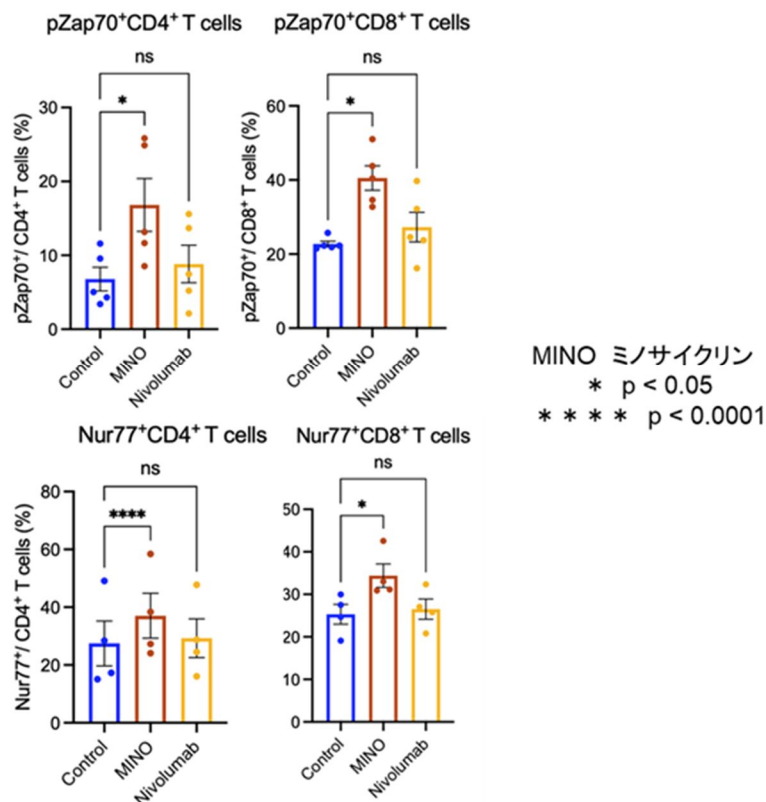 pZap70⁺CD4⁺ T cells
ns
*
pZap70⁺/ CD4⁺ T cells (%)
30
20
10
0
Control
MINO
Nivolumab
pZap70⁺CD8⁺ T cells
ns
*
pZap70⁺/ CD8⁺ T cells (%)
60
40
20
0
Control
MINO
Nivolumab
MINO ミノサイクリン
* p < 0.05
* * * * p < 0.0001
Nur77⁺CD4⁺ T cells
ns
****
Nur77⁺/ CD4⁺ T cells (%)
80
60
40
20
0
Control
MINO
Nivolumab
Nur77⁺CD8⁺ T cells
ns
*
50
40
30
20
10
0
Control
MINO
Nivolumab